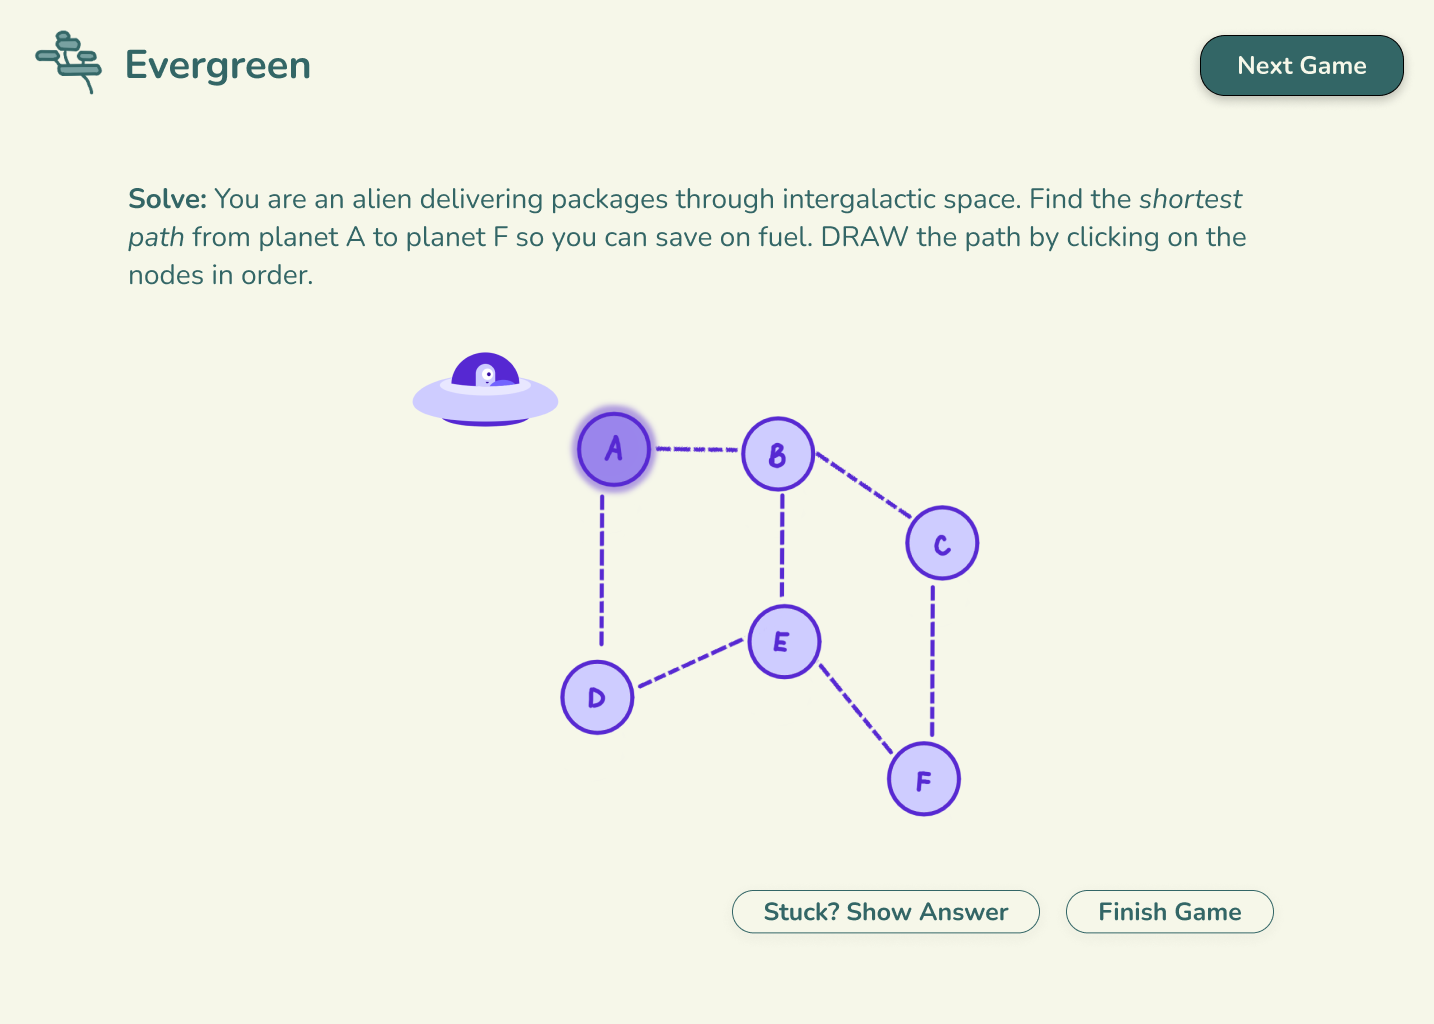 Evergreen
Next Game
Solve: You are an alien delivering packages through intergalactic space. Find the shortest
path from planet A to planet F so you can save on fuel. DRAW the path by clicking on the
nodes in order.
A
B
C
E
D
F
Stuck? Show Answer
Finish Game